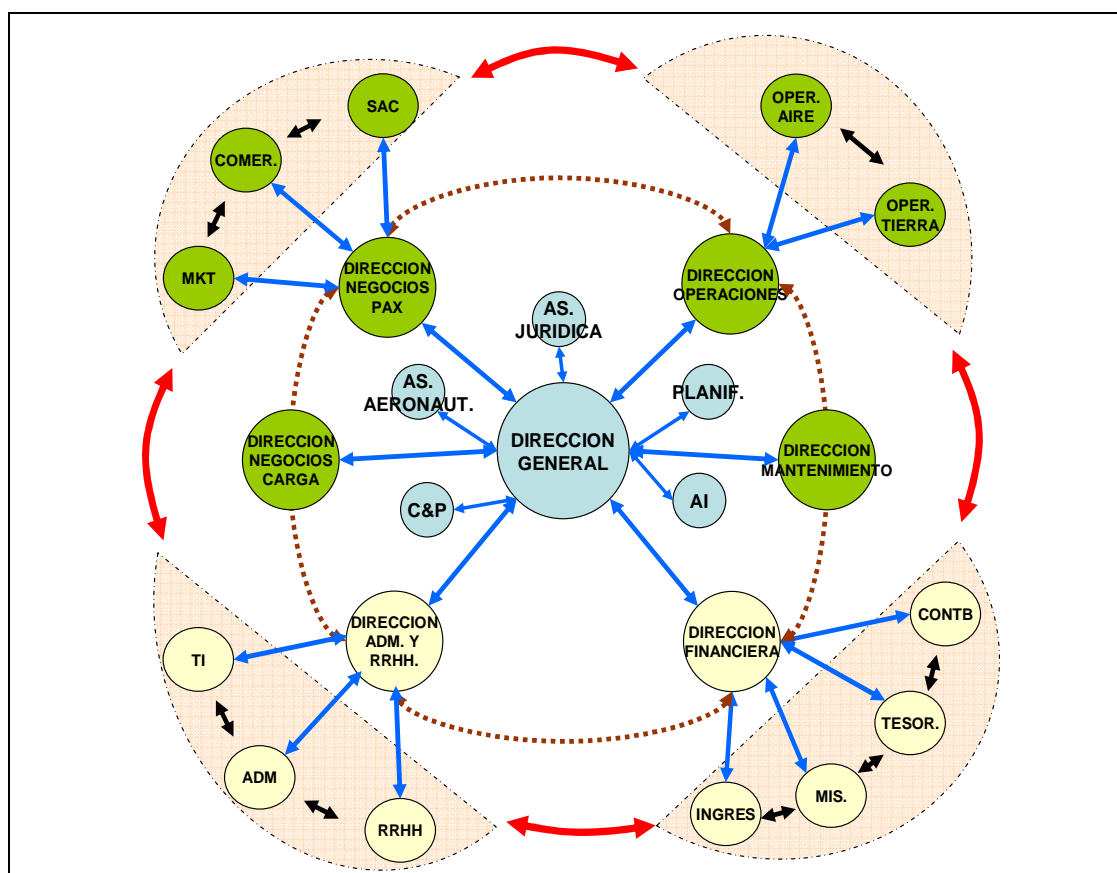 SAC
COMER.
MKT
OPER.
AIRE
OPER.
TIERRA
DIRECCION
NEGOCIOS
PAX
DIRECCION
OPERACIONES
AS.
JURIDICA
AS.
AERONAUT.
PLANIF.
DIRECCION
NEGOCIOS
CARGA
DIRECCION
GENERAL
DIRECCION
MANTENIMIENTO
C&P
AI
DIRECCION
ADM. Y
RRHH.
DIRECCION
FINANCIERA
TI
ADM
RRHH
CONTB
TESOR.
MIS.
INGRES